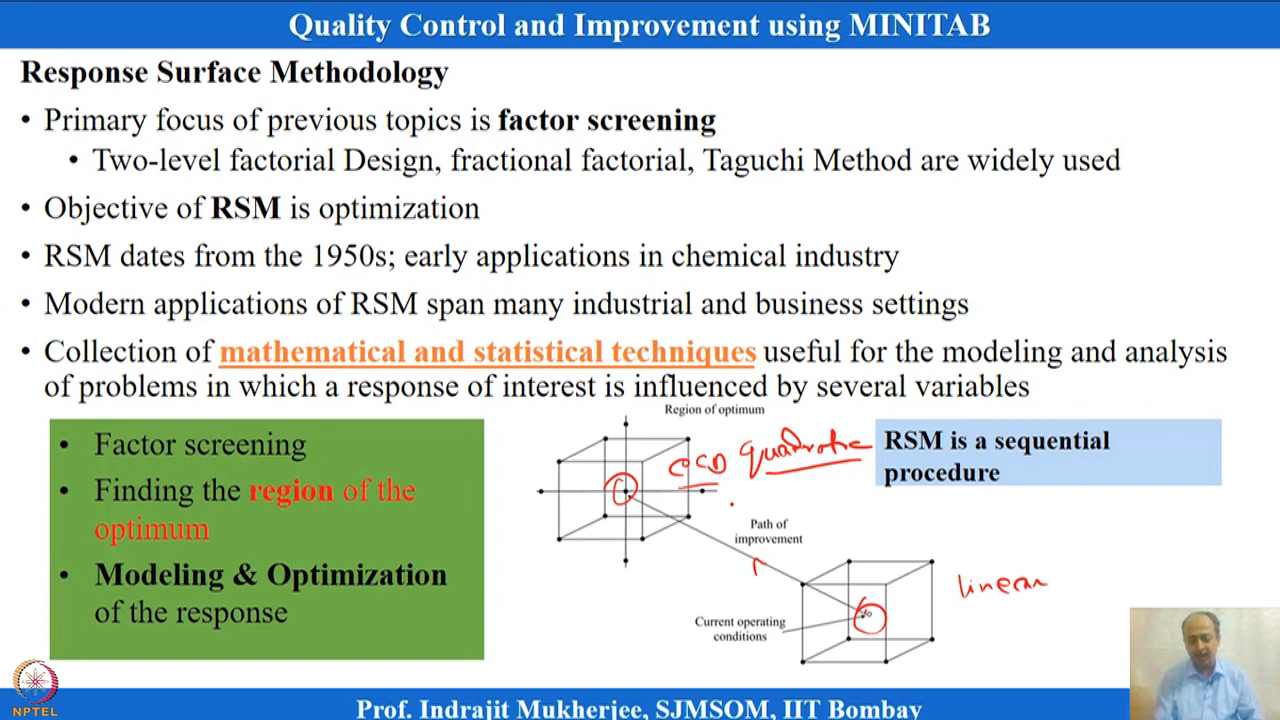 Quality Control and Improvement using MINITAB
Response Surface Methodology
• Primary focus of previous topics is factor screening
• Two-level factorial Design, fractional factorial, Taguchi Method are widely used
• Objective of RSM is optimization
• RSM dates from the 1950s; early applications in chemical industry
• Modern applications of RSM span many industrial and business settings
• Collection of mathematical and statistical techniques useful for the modeling and analysis
of problems in which a response of interest is influenced by several variables
• Factor screening
• Finding the region of the
optimum
• Modeling & Optimization
of the response
Region of optimum
CCD quadratic
Path of
improvement
Current operating
conditions
linear
RSM is a sequential
procedure
NPTEL
Prof. Indrajit Mukherjee, SJMSOM, IIT Bombay